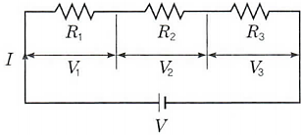 R₁ R₂ R₃
I V₁ V₂ V₃
V